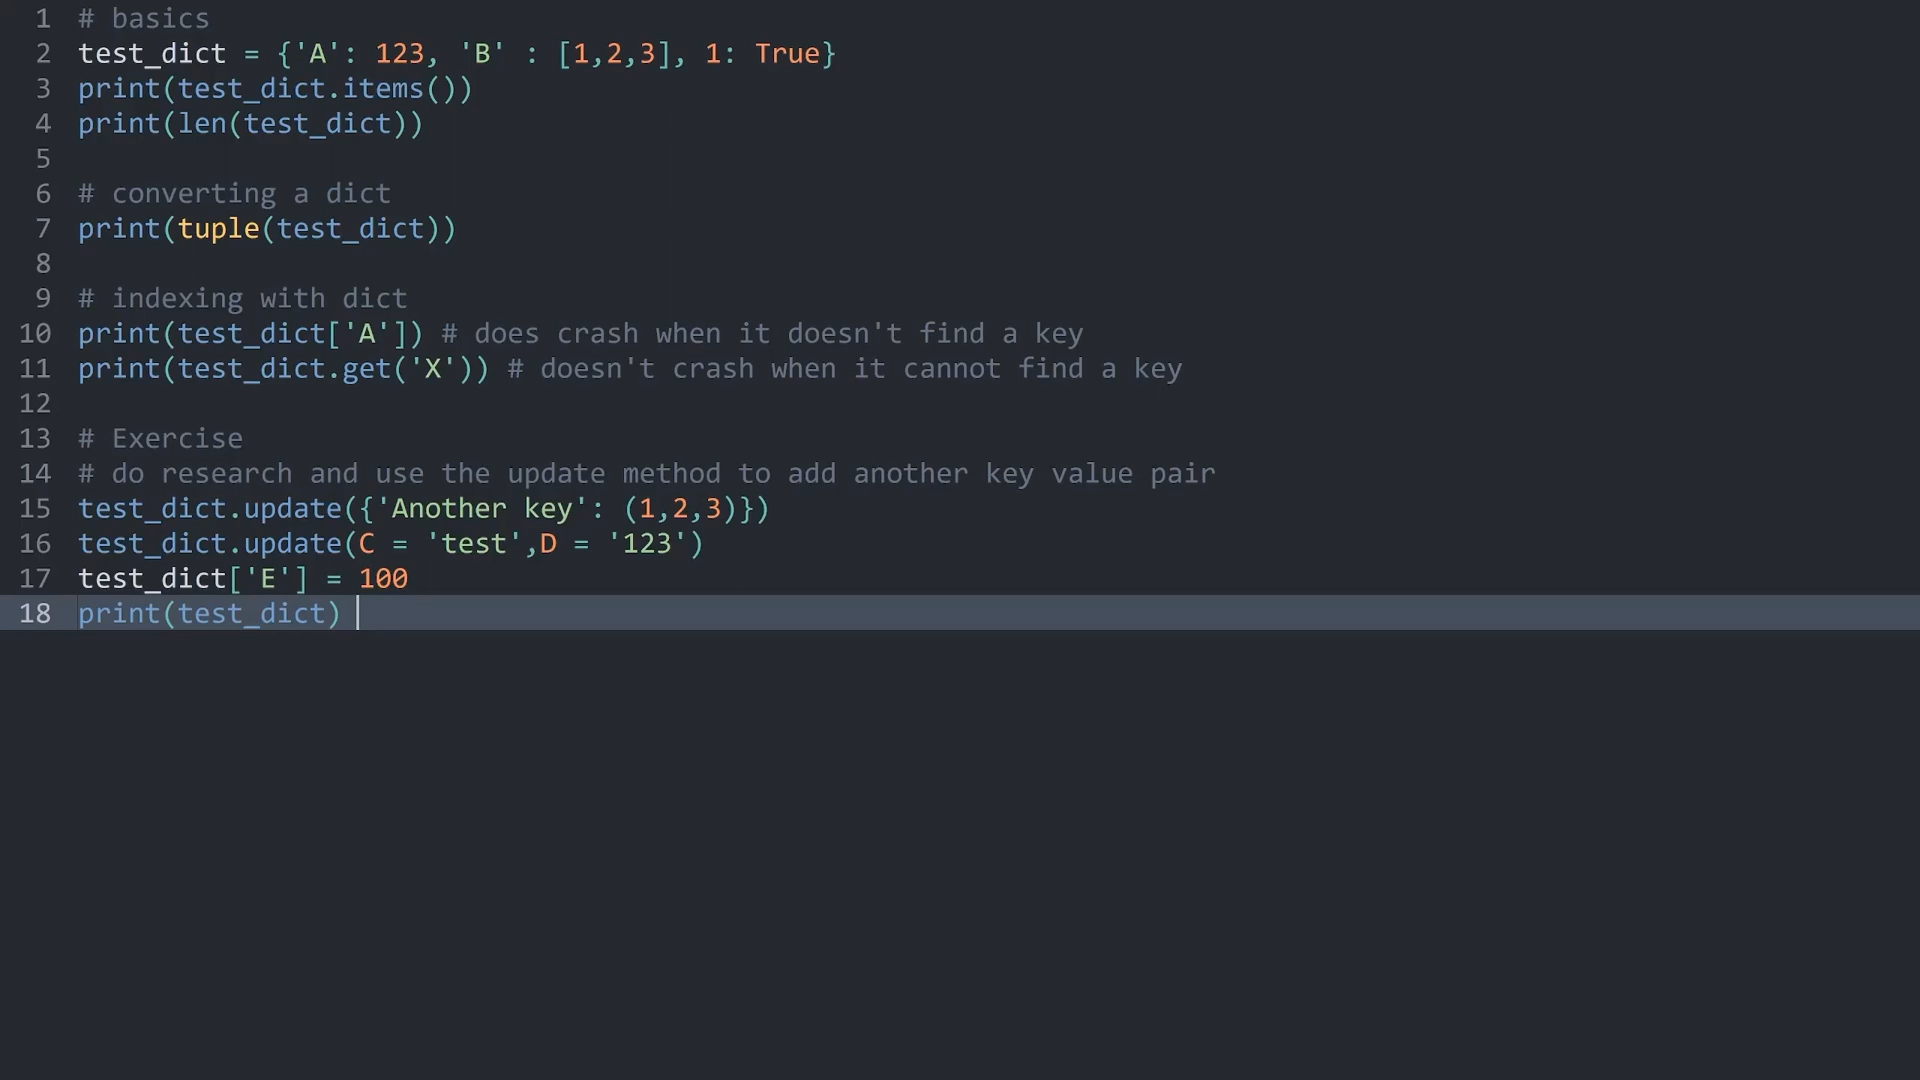 1 # basics
2 test_dict = {'A': 123, 'B' : [1,2,3], 1: True}
3 print(test_dict.items())
4 print(len(test_dict))
5
6 # converting a dict
7 print(tuple(test_dict))
8
9 # indexing with dict
10 print(test_dict['A']) # does crash when it doesn't find a key
11 print(test_dict.get('X')) # doesn't crash when it cannot find a key
12
13 # Exercise
14 # do research and use the update method to add another key value pair
15 test_dict.update({'Another key': (1,2,3)})
16 test_dict.update(C = 'test',D = '123')
17 test_dict['E'] = 100
18 print(test_dict)